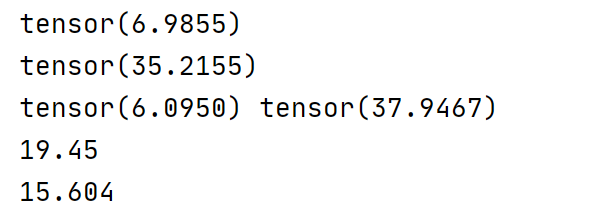 tensor(6.9855)
tensor(35.2155)
tensor(6.0950) tensor(37.9467)
19.45
15.604